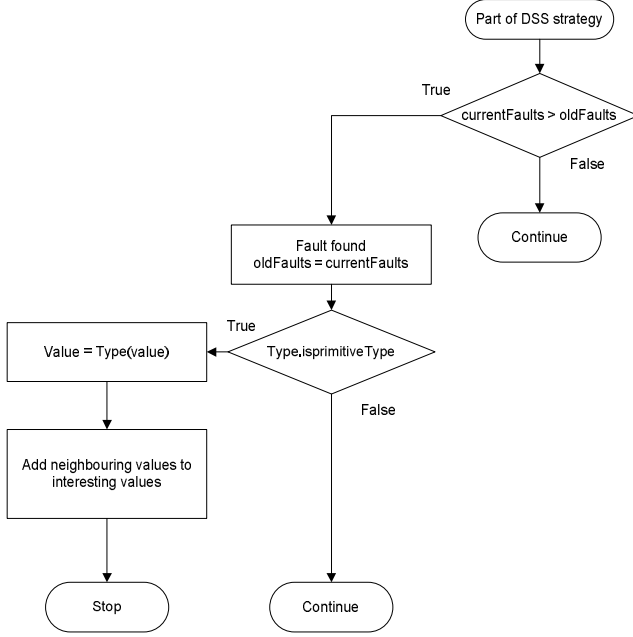 Part of DSS strategy
True
currentFaults > oldFaults
False
Continue
Fault found
oldFaults = currentFaults
True
Type.isprimitiveType
Value = Type(value)
False
Add neighbouring values to
interesting values
Stop
Continue